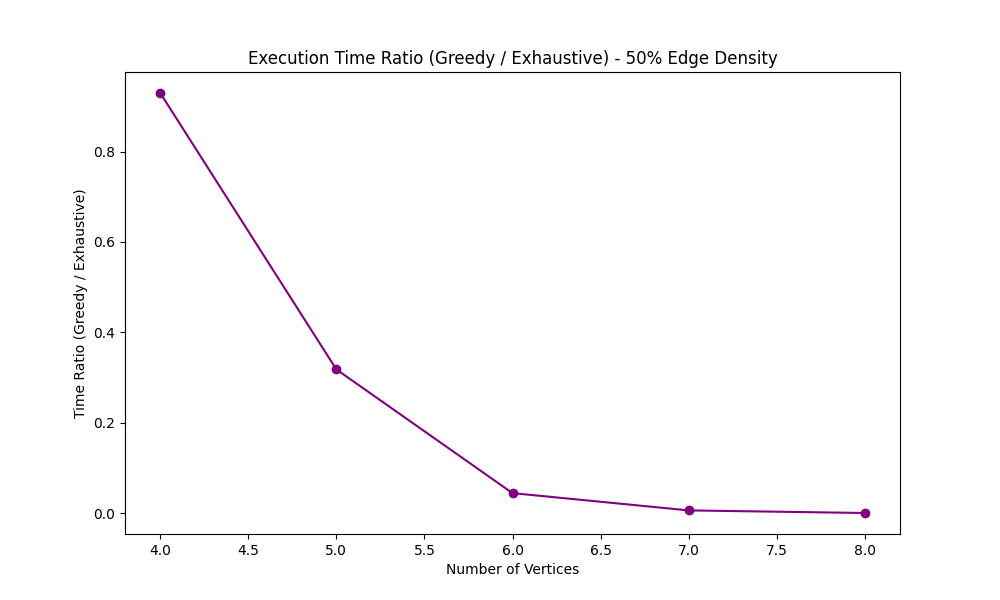 Execution Time Ratio (Greedy / Exhaustive) - 50% Edge Density
Time Ratio (Greedy / Exhaustive)
0.8
0.6
0.4
0.2
0.0
4.0 4.5 5.0 5.5 6.0 6.5 7.0 7.5 8.0
Number of Vertices